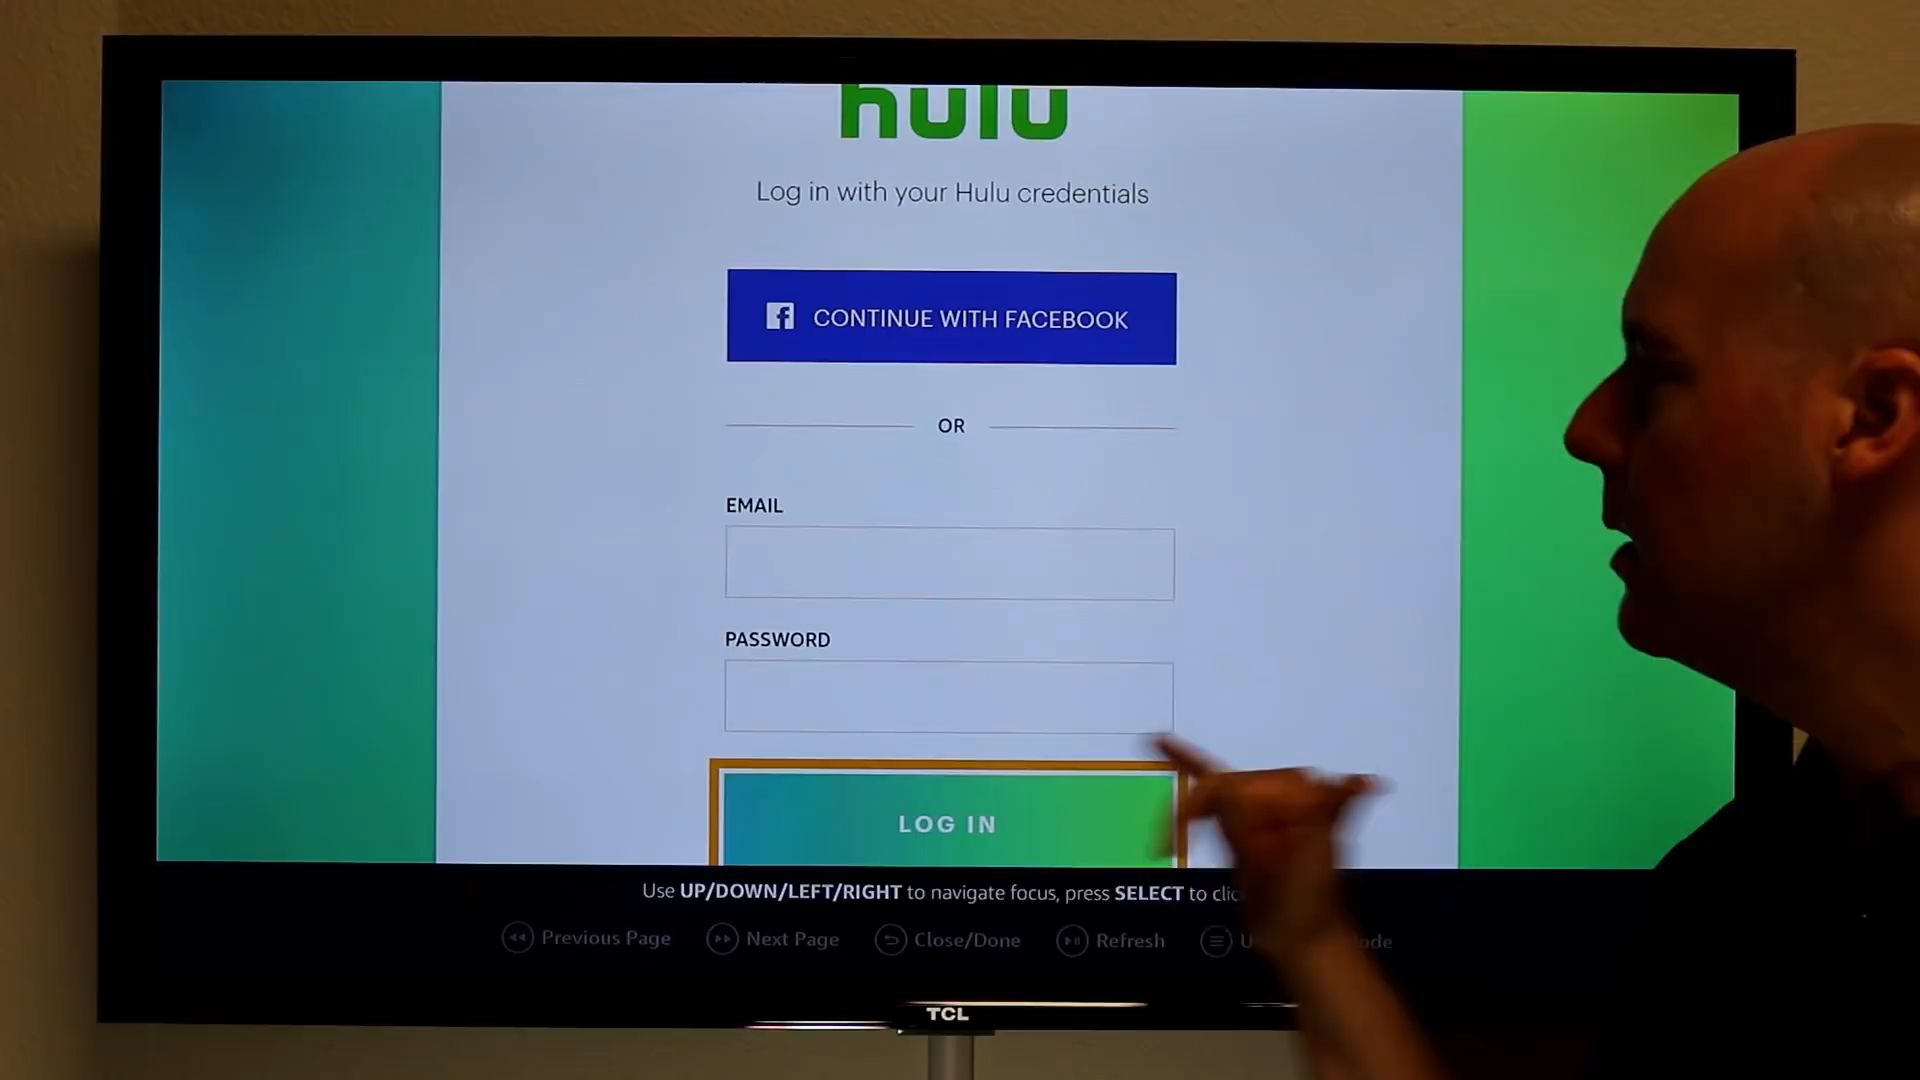 hulu
Log in with your Hulu credentials
CONTINUE WITH FACEBOOK
OR
EMAIL
PASSWORD
LOG IN
Use UP/DOWN/LEFT/RIGHT to navigate focus, press SELECT to
Previous Page Next Page Close/Done Refresh
TCL